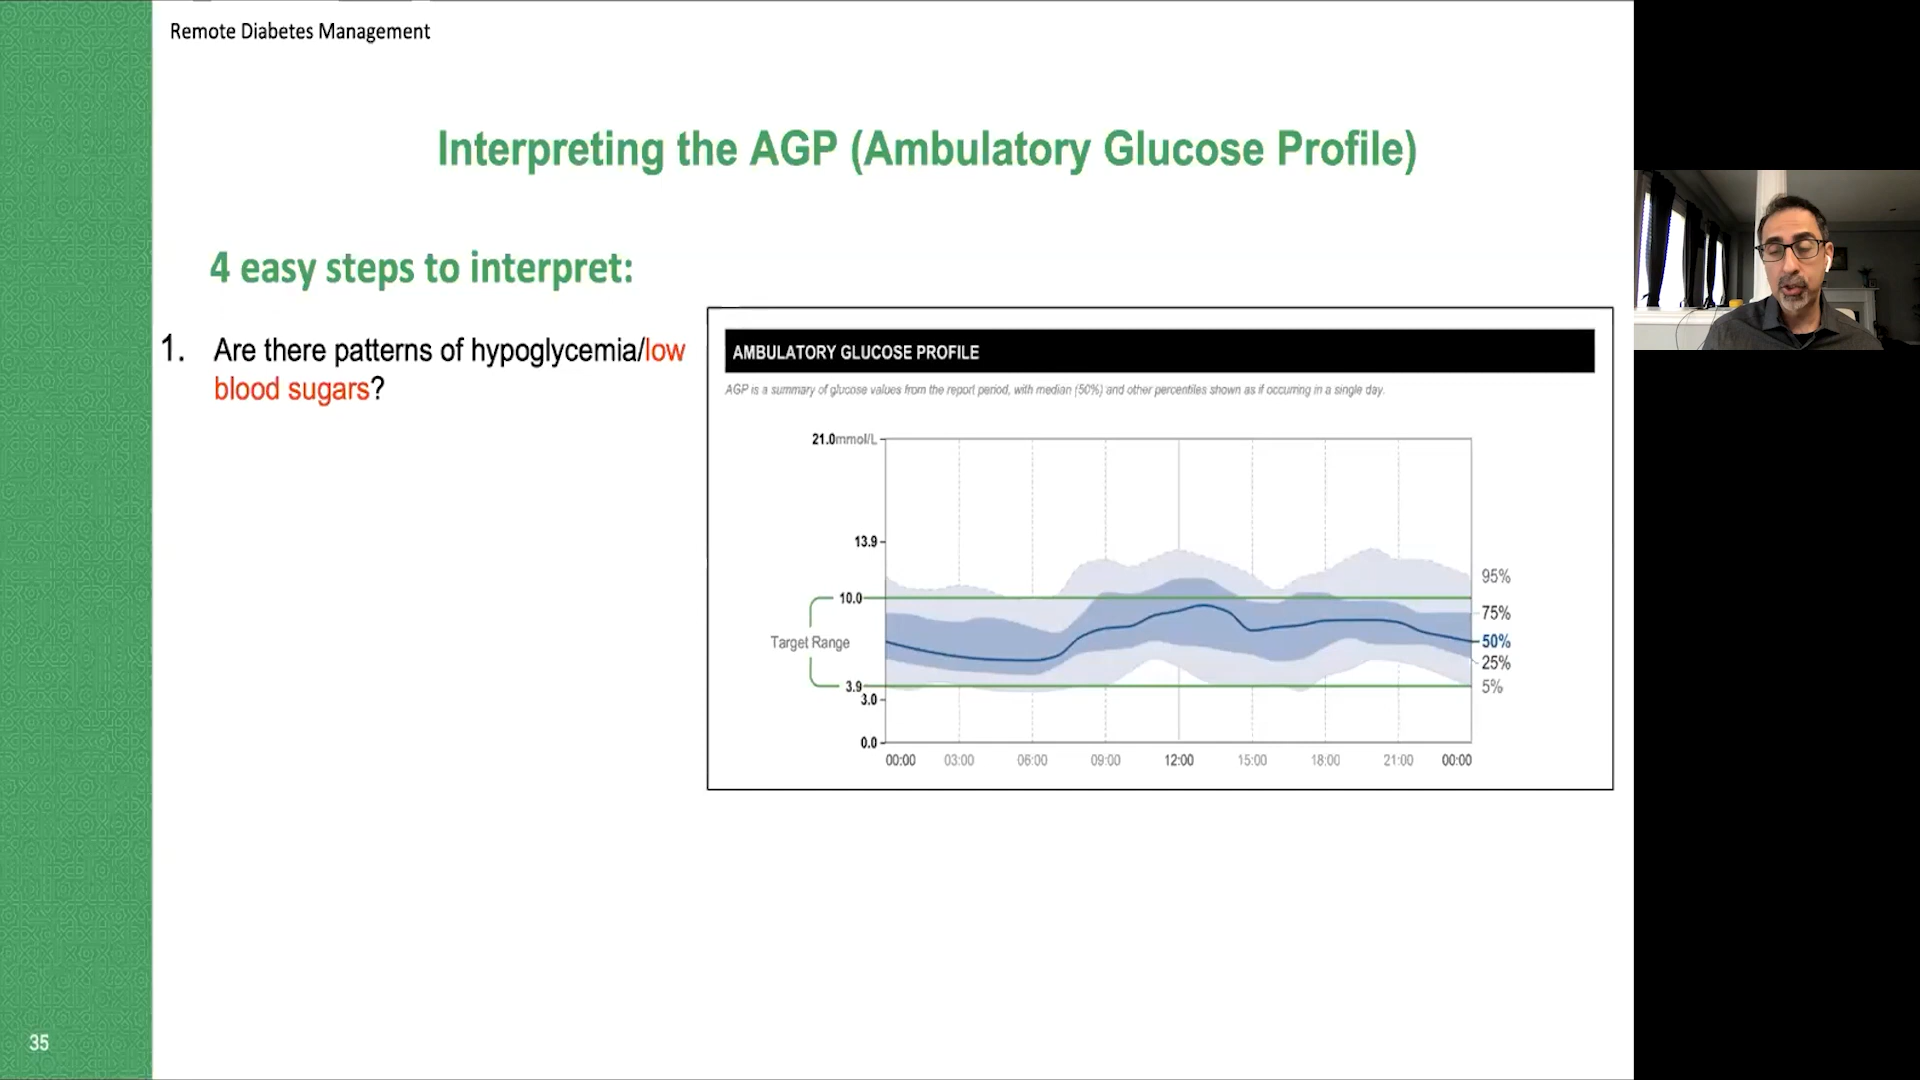 Remote Diabetes Management
Interpreting the AGP (Ambulatory Glucose Profile)
4 easy steps to interpret:
1. Are there patterns of hypoglycemia/low
blood sugars?
AMBULATORY GLUCOSE PROFILE
AGP is a summary of glucose values from the report period, with median (50%) and other percentiles shown as if occurring in a single day.
21.0mmol/L
13.9
95%
10.0
75%
Target Range
50%
25%
3.9
5%
3.0
0.0
00:00 03:00 06:00 09:00 12:00 15:00 18:00 21:00 00:00
35